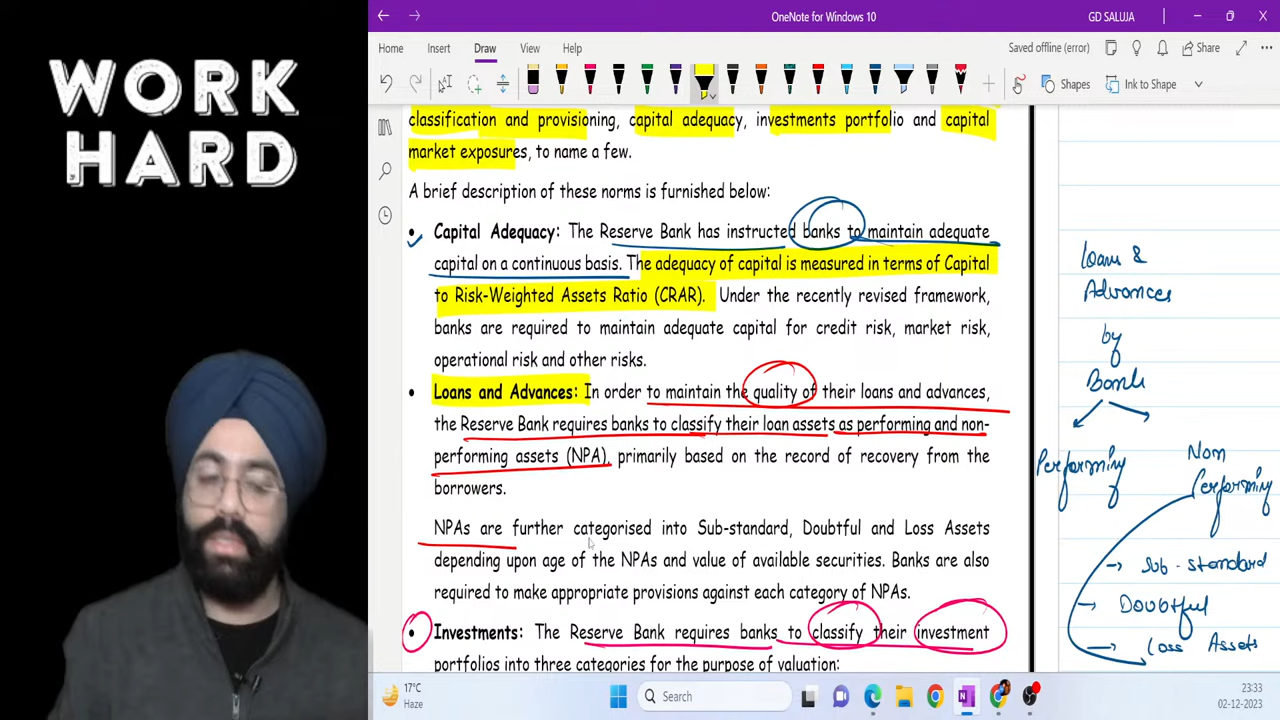 WORK
HARD
OneNote for Windows 10
GD SALUJA
Home Insert Draw View Help
Saved offline (error)
Share
Shapes
Ink to Shape
classification and provisioning, capital adequacy, investments portfolio and capital
market exposures, to name a few.
A brief description of these norms is furnished below:
• Capital Adequacy: The Reserve Bank has instructed banks to maintain adequate
capital on a continuous basis. The adequacy of capital is measured in terms of Capital
to Risk-Weighted Assets Ratio (CRAR). Under the recently revised framework,
banks are required to maintain adequate capital for credit risk, market risk,
operational risk and other risks.
• Loans and Advances: In order to maintain the quality of their loans and advances,
the Reserve Bank requires banks to classify their loan assets as performing and non-
performing assets (NPA), primarily based on the record of recovery from the
borrowers.
NPAs are further categorised into Sub-standard, Doubtful and Loss Assets
depending upon age of the NPAs and value of available securities. Banks are also
required to make appropriate provisions against each category of NPAs.
• Investments: The Reserve Bank requires banks to classify their investment
portfolios into three categories for the purpose of valuation:
Loans &
Advances
by
Bank
Performing
Non
Performing
Sub-standard
Doubtful
Loss Assets
17°C
Haze
Search
23:33
02-12-2023